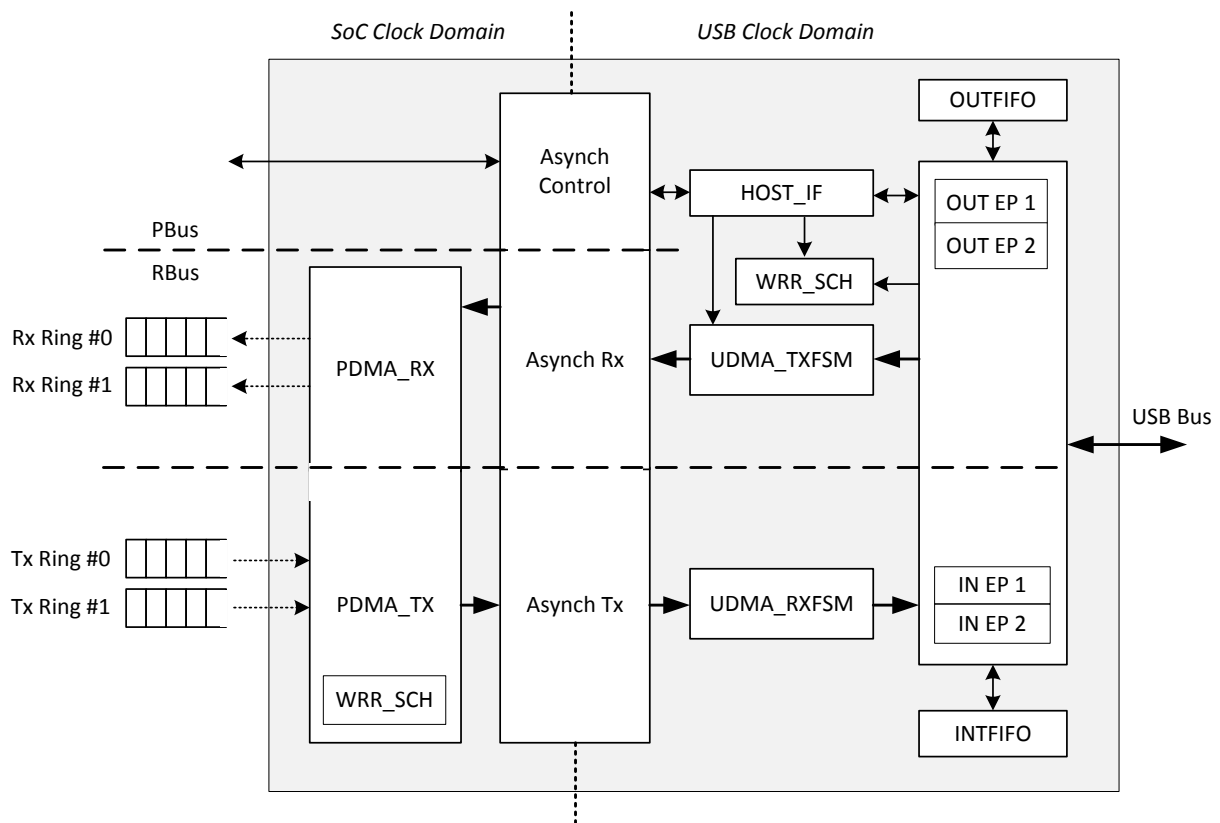 SoC Clock Domain
USB Clock Domain
OUTFIFO
Asynch
Control
HOST_IF
OUT EP 1
OUT EP 2
PBus
RBus
WRR_SCH
Rx Ring #0
Rx Ring #1
PDMA_RX
Asynch Rx
UDMA_TXFSM
USB Bus
Tx Ring #0
Tx Ring #1
PDMA_TX
Asynch Tx
UDMA_RXFSM
IN EP 1
IN EP 2
WRR_SCH
INTFIFO